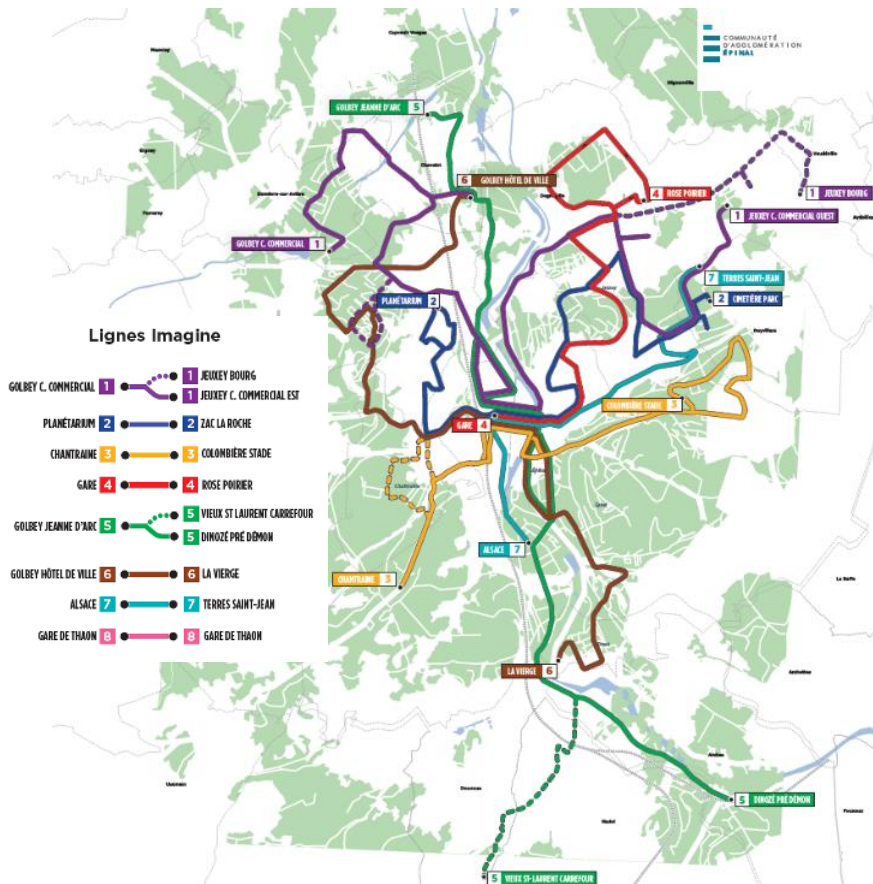 COMMUNAUTÉ
D'AGGLOMÉRATION
ÉPINAL
GOLBEY JEANNE D'ARC 5
6 GOLBEY HÔTEL DE VILLE
4 ROSE POIRIER
1 JEUXEY BOURG
1 JEUXEY C. COMMERCIAL OUEST
GOLBEY C. COMMERCIAL 1
7 TERRES SAINT-JEAN
PLANÉTARIUM 2
2 CIMETIÈRE PARC
COLOMBIÈRE STADE 3
GARE 4
ALSACE 7
CHANTRAINE 3
LA VIERGE 6
5 DINOZÉ PRÉ DÉMON
5 VIEUX ST-LAURENT CARREFOUR
Lignes Imagine
GOLBEY C. COMMERCIAL 1
1 JEUXEY BOURG
1 JEUXEY C. COMMERCIAL EST
PLANÉTARIUM 2 2 ZAC LA ROCHE
CHANTRAINE 3 3 COLOMBIÈRE STADE
GARE 4 4 ROSE POIRIER
GOLBEY JEANNE D'ARC 5
5 VIEUX ST LAURENT CARREFOUR
5 DINOZÉ PRÉ DÉMON
GOLBEY HÔTEL DE VILLE 6 6 LA VIERGE
ALSACE 7 7 TERRES SAINT-JEAN
GARE DE THAON 8 8 GARE DE THAON